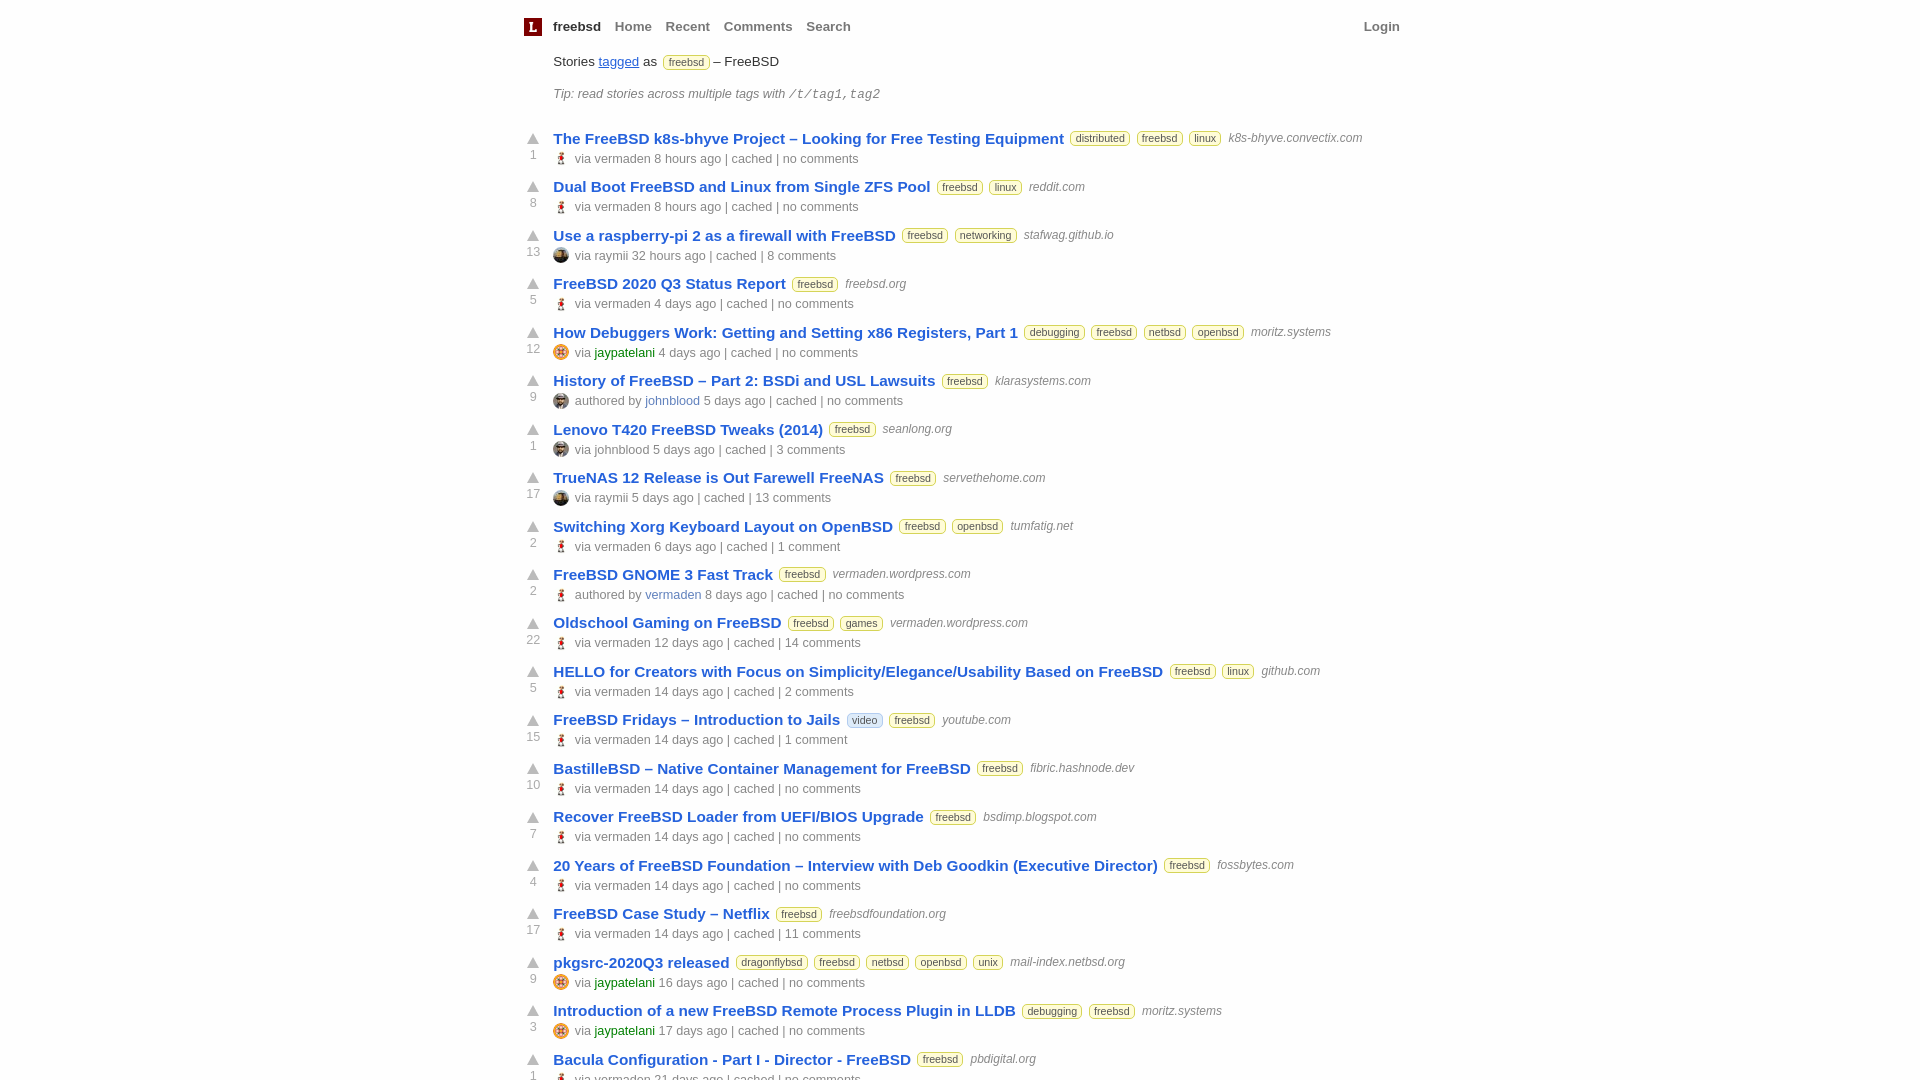 L freebsd Home Recent Comments Search Login
Stories tagged as freebsd – FreeBSD
Tip: read stories across multiple tags with /t/tag1,tag2
The FreeBSD k8s-bhyve Project – Looking for Free Testing Equipment distributed freebsd linux k8s-bhyve.convectix.com
1 via vermaden 8 hours ago | cached | no comments
Dual Boot FreeBSD and Linux from Single ZFS Pool freebsd linux reddit.com
8 via vermaden 8 hours ago | cached | no comments
Use a raspberry-pi 2 as a firewall with FreeBSD freebsd networking stafwag.github.io
13 via raymii 32 hours ago | cached | 8 comments
FreeBSD 2020 Q3 Status Report freebsd freebsd.org
5 via vermaden 4 days ago | cached | no comments
How Debuggers Work: Getting and Setting x86 Registers, Part 1 debugging freebsd netbsd openbsd moritz.systems
12 via jaypatelani 4 days ago | cached | no comments
History of FreeBSD – Part 2: BSDi and USL Lawsuits freebsd klarasystems.com
9 authored by johnblood 5 days ago | cached | no comments
Lenovo T420 FreeBSD Tweaks (2014) freebsd seanlong.org
1 via johnblood 5 days ago | cached | 3 comments
TrueNAS 12 Release is Out Farewell FreeNAS freebsd servethehome.com
17 via raymii 5 days ago | cached | 13 comments
Switching Xorg Keyboard Layout on OpenBSD freebsd openbsd tumfatig.net
2 via vermaden 6 days ago | cached | 1 comment
FreeBSD GNOME 3 Fast Track freebsd vermaden.wordpress.com
2 authored by vermaden 8 days ago | cached | no comments
Oldschool Gaming on FreeBSD freebsd games vermaden.wordpress.com
22 via vermaden 12 days ago | cached | 14 comments
HELLO for Creators with Focus on Simplicity/Elegance/Usability Based on FreeBSD freebsd linux github.com
5 via vermaden 14 days ago | cached | 2 comments
FreeBSD Fridays – Introduction to Jails video freebsd youtube.com
15 via vermaden 14 days ago | cached | 1 comment
BastilleBSD – Native Container Management for FreeBSD freebsd fibric.hashnode.dev
10 via vermaden 14 days ago | cached | no comments
Recover FreeBSD Loader from UEFI/BIOS Upgrade freebsd bsdimp.blogspot.com
7 via vermaden 14 days ago | cached | no comments
20 Years of FreeBSD Foundation – Interview with Deb Goodkin (Executive Director) freebsd fossbytes.com
4 via vermaden 14 days ago | cached | no comments
FreeBSD Case Study – Netflix freebsd freebsdfoundation.org
17 via vermaden 14 days ago | cached | 11 comments
pkgsrc-2020Q3 released dragonflybsd freebsd netbsd openbsd unix mail-index.netbsd.org
9 via jaypatelani 16 days ago | cached | no comments
Introduction of a new FreeBSD Remote Process Plugin in LLDB debugging freebsd moritz.systems
3 via jaypatelani 17 days ago | cached | no comments
Bacula Configuration - Part I - Director - FreeBSD freebsd pbdigital.org
1 via vermaden 21 days ago | cached | no comments